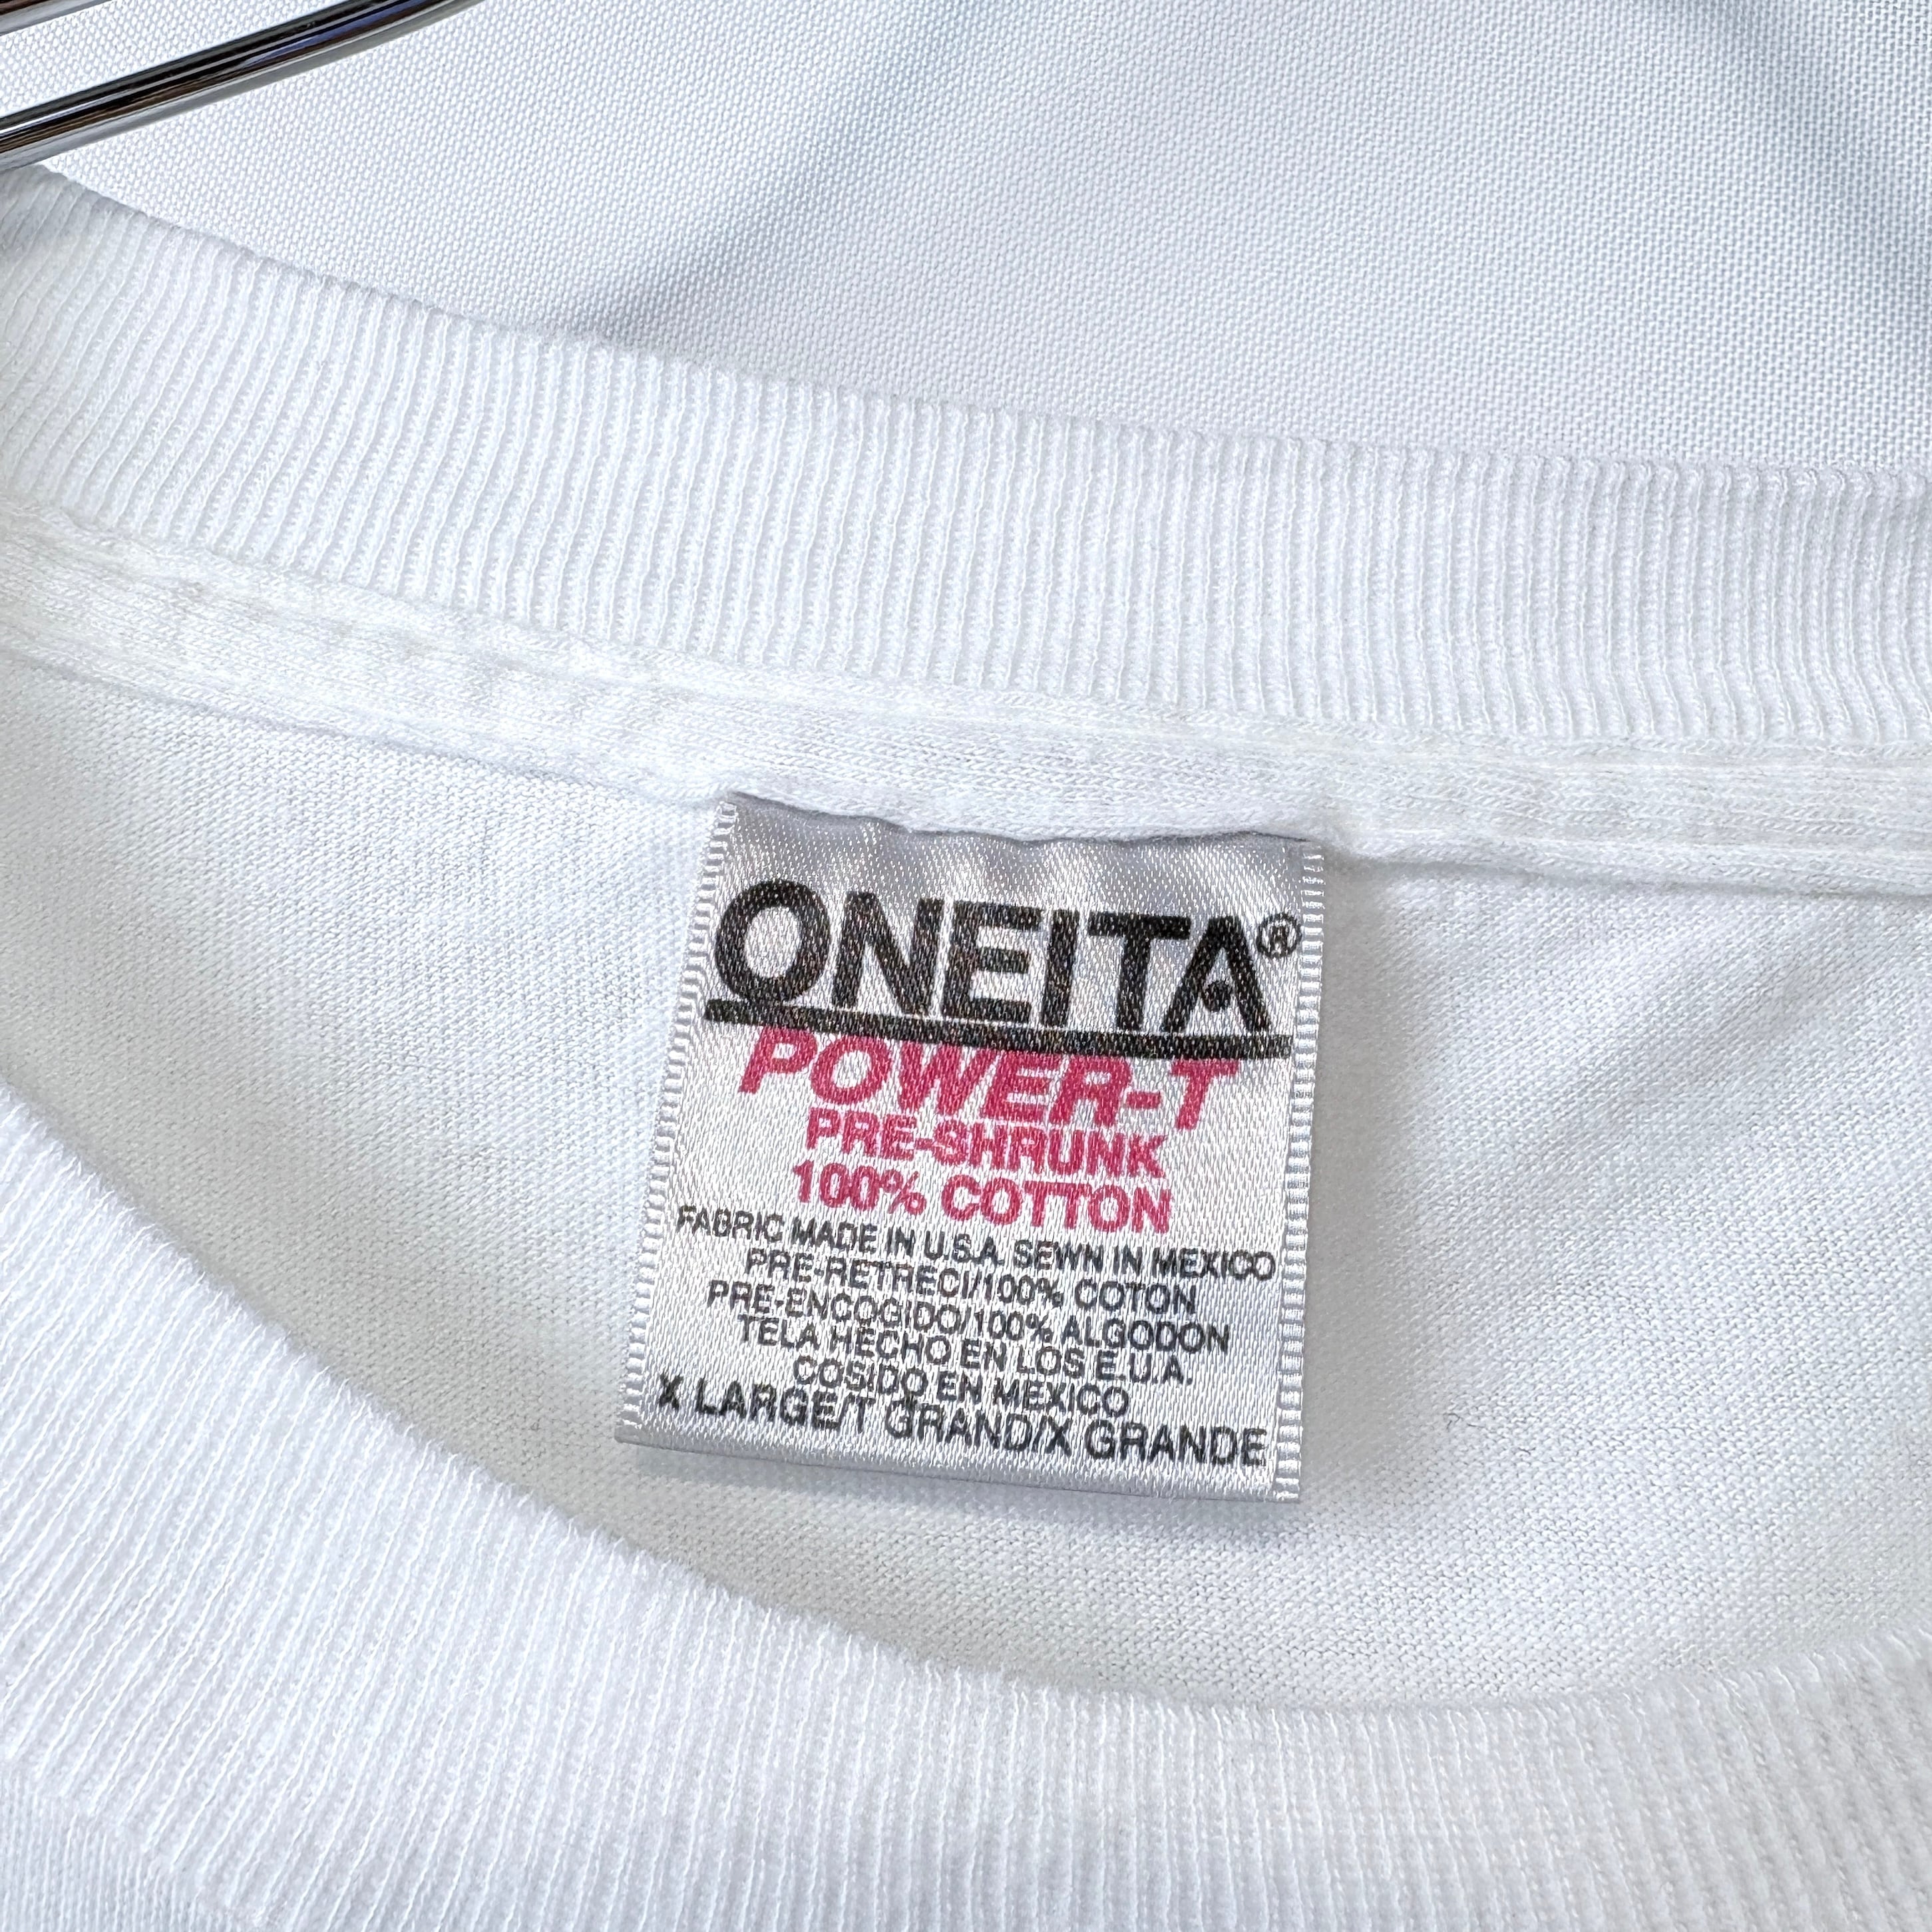 ONEITA®
POWER-T
PRE-SHRUNK
100% COTTON
FABRIC MADE IN U.S.A. SEWN IN MEXICO
PRE-RETRECI/100% COTON
PRE-ENCOGIDO/100% ALGODON
TELA HECHO EN LOS E.U.A.
COSIDO EN MEXICO
X LARGE/T GRAND/X GRANDE